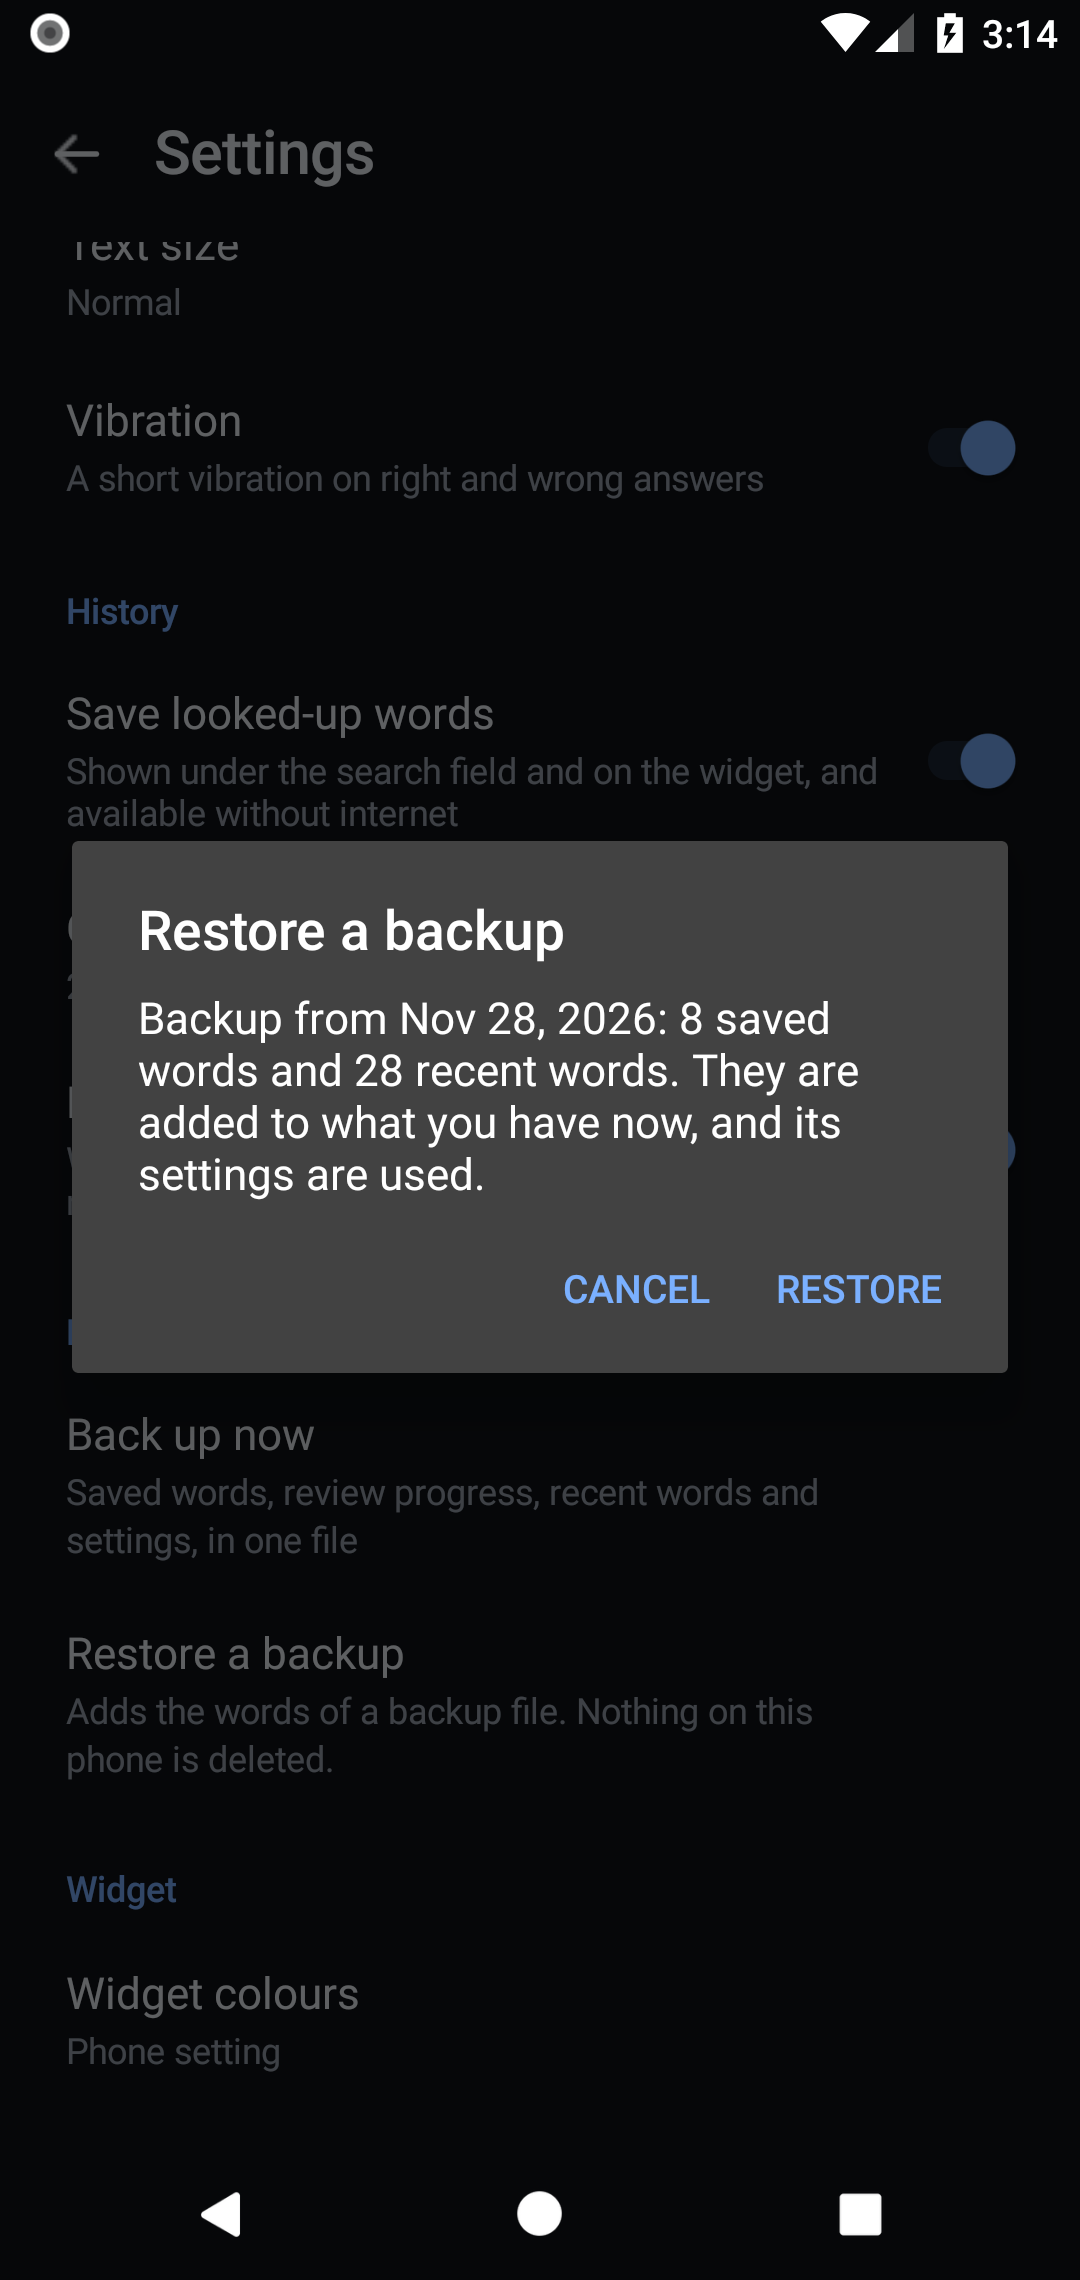 3:14
Settings
Text size
Normal
Vibration
A short vibration on right and wrong answers
History
Save looked-up words
Shown under the search field and on the widget, and
available without internet
Restore a backup
Backup from Nov 28, 2026: 8 saved
words and 28 recent words. They are
added to what you have now, and its
settings are used.
CANCEL RESTORE
Back up now
Saved words, review progress, recent words and
settings, in one file
Restore a backup
Adds the words of a backup file. Nothing on this
phone is deleted.
Widget
Widget colours
Phone setting